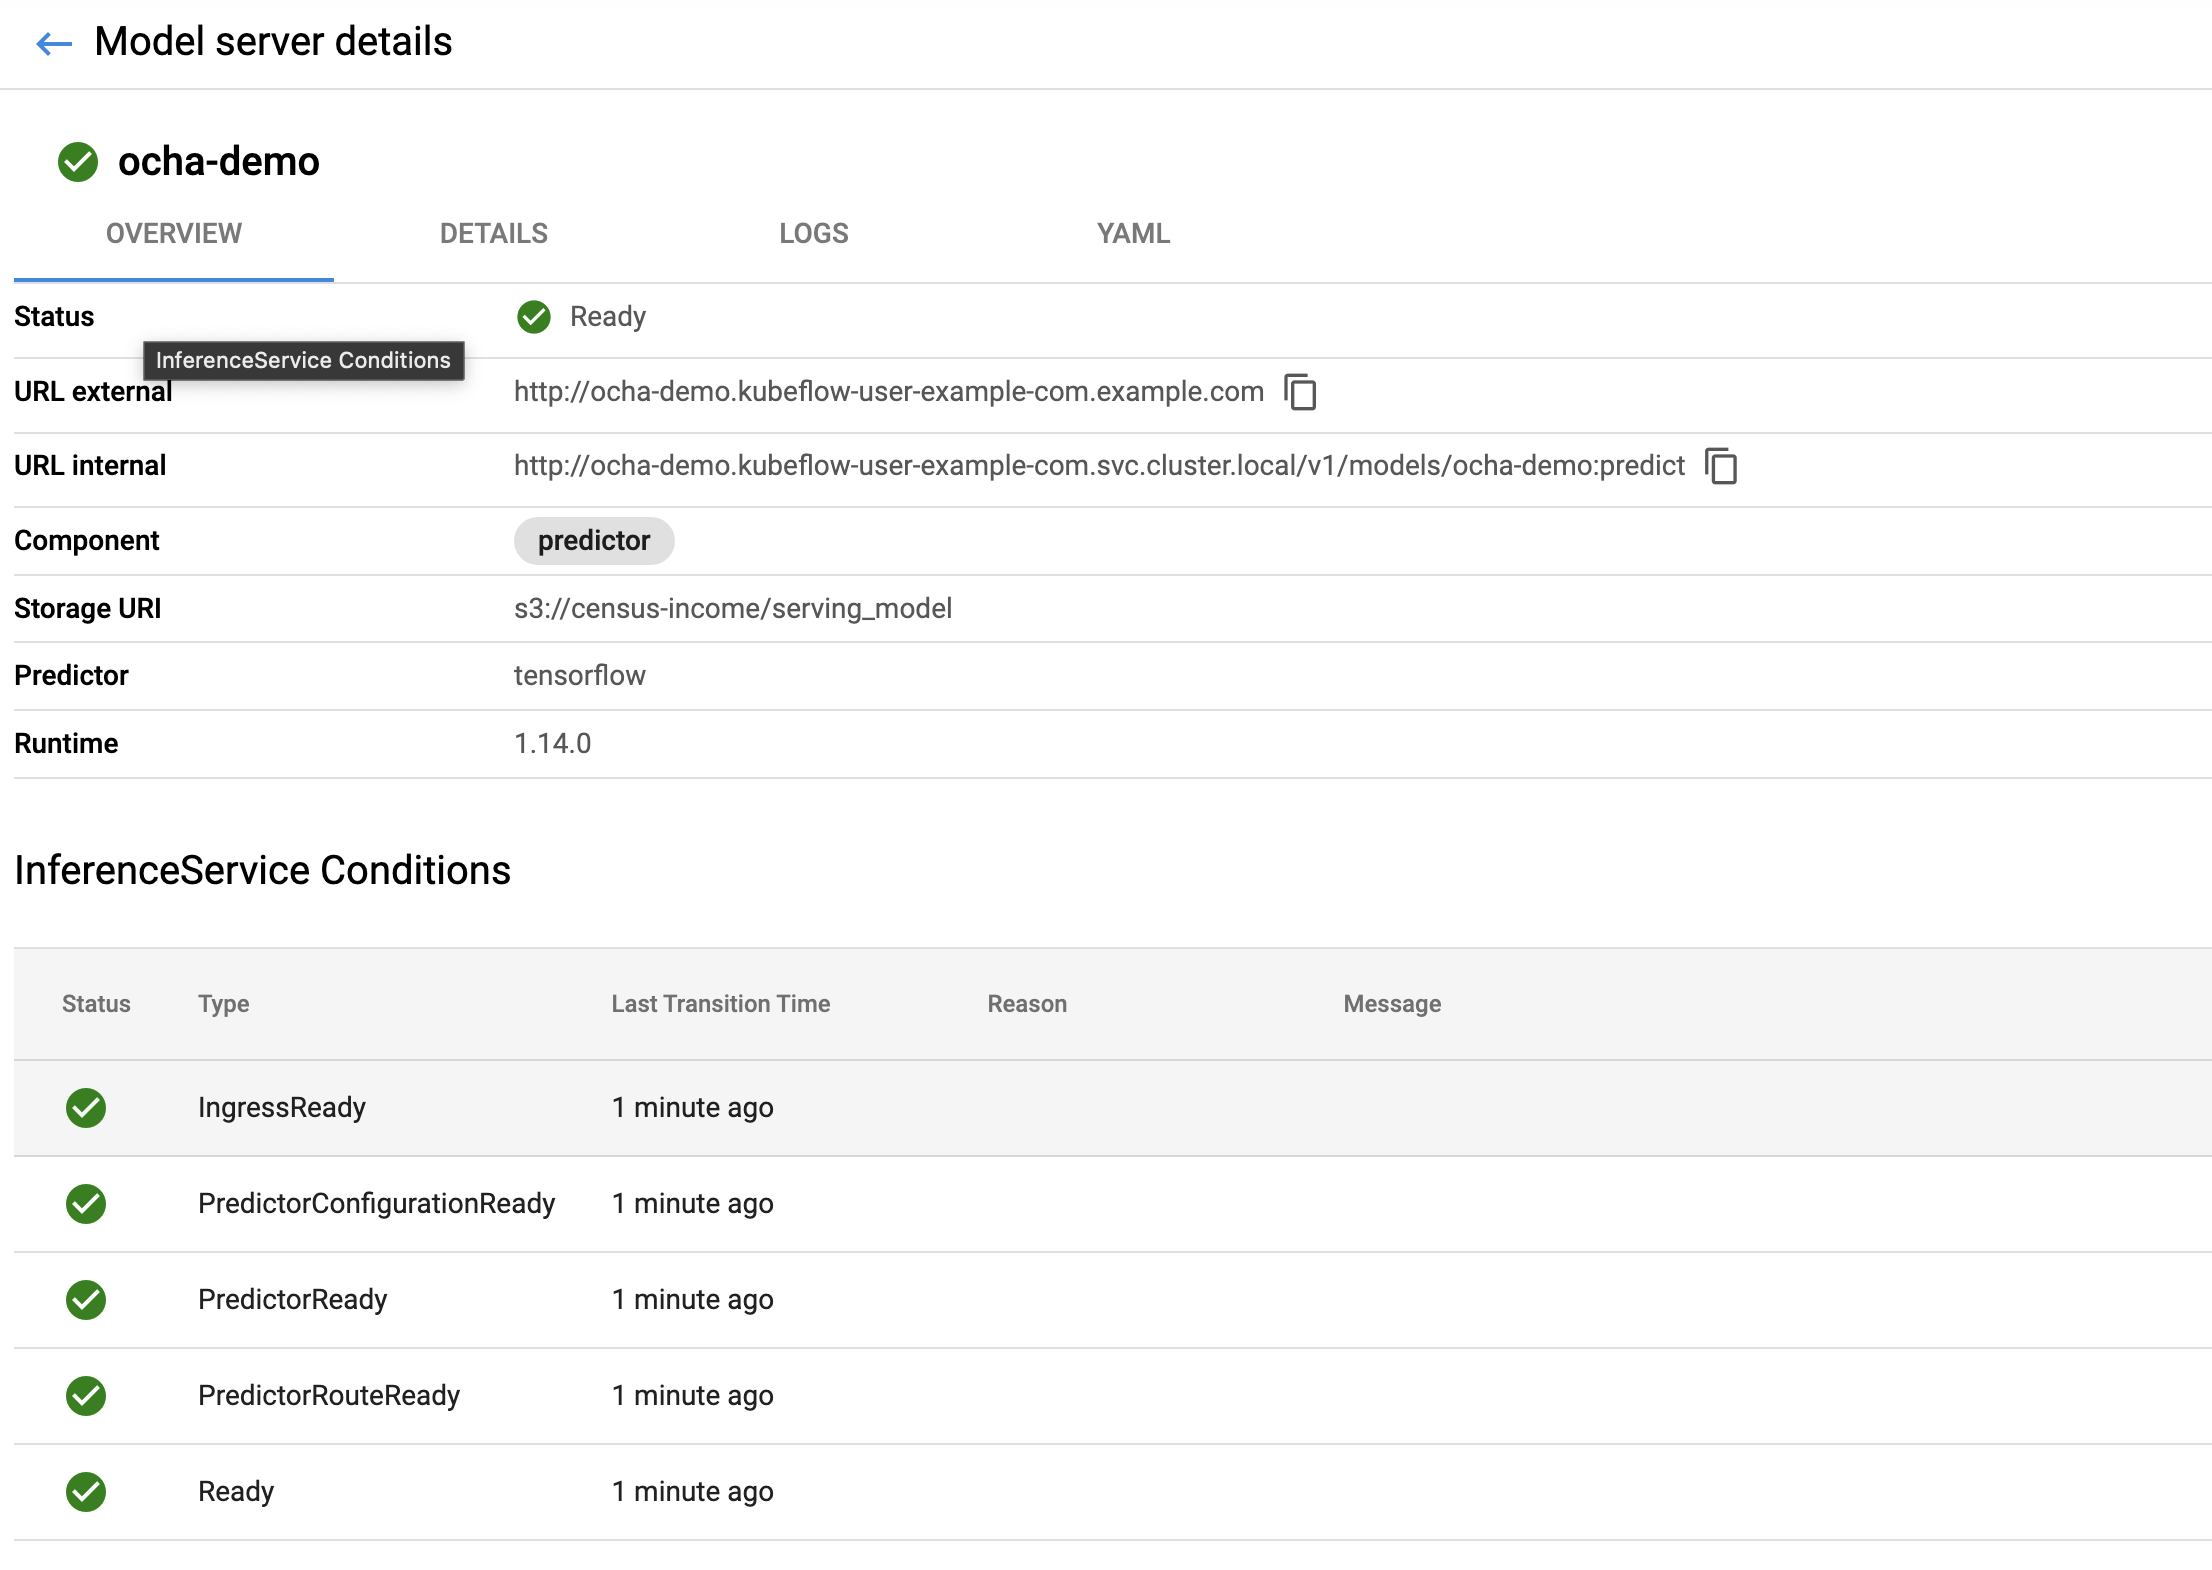 Model server details
ocha-demo
OVERVIEW DETAILS LOGS YAML
Status Ready
InferenceService Conditions
URL external http://ocha-demo.kubeflow-user-example-com.example.com
URL internal http://ocha-demo.kubeflow-user-example-com.svc.cluster.local/v1/models/ocha-demo:predict
Component predictor
Storage URI s3://census-income/serving_model
Predictor tensorflow
Runtime 1.14.0
InferenceService Conditions
Status Type Last Transition Time Reason Message
IngressReady 1 minute ago
PredictorConfigurationReady 1 minute ago
PredictorReady 1 minute ago
PredictorRouteReady 1 minute ago
Ready 1 minute ago